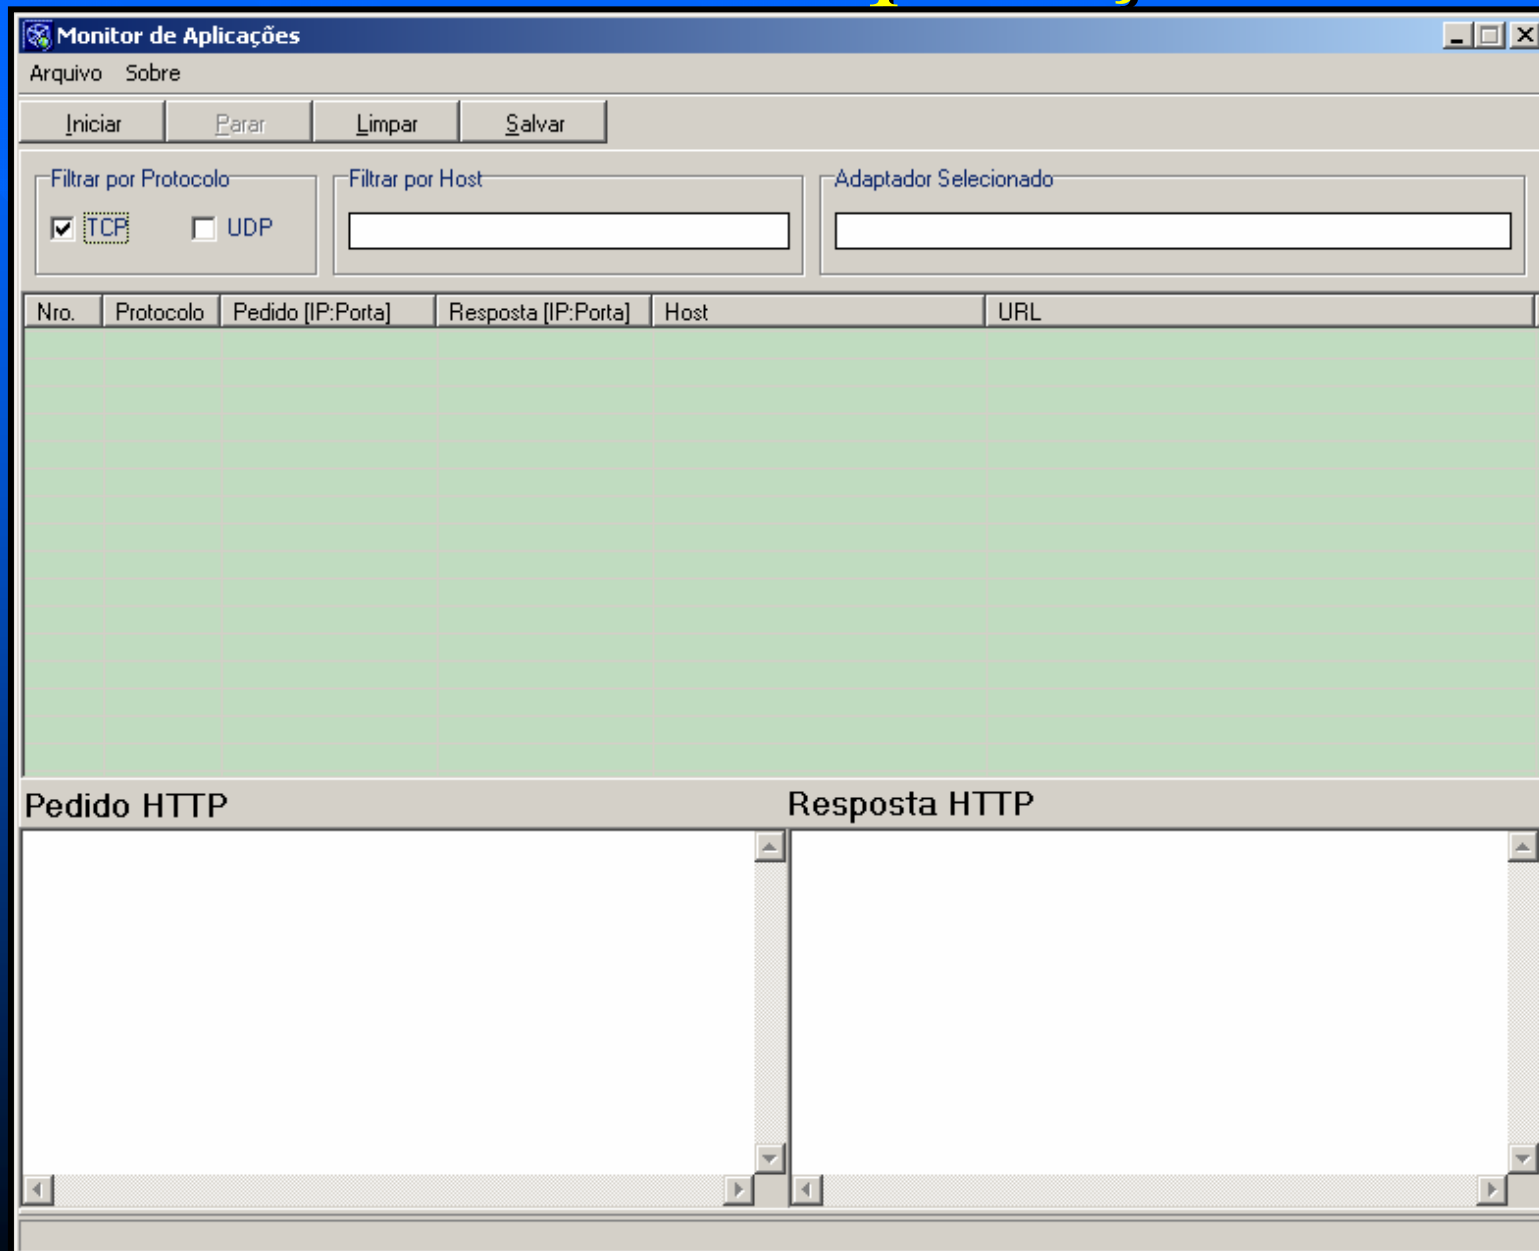 Monitor de Aplicações
Arquivo Sobre
Iniciar Parar Limpar Salvar
Filtrar por Protocolo Filtrar por Host Adaptador Selecionado
TCP UDP
Nro. Protocolo Pedido [IP:Porta] Resposta [IP:Porta] Host URL
Pedido HTTP Resposta HTTP